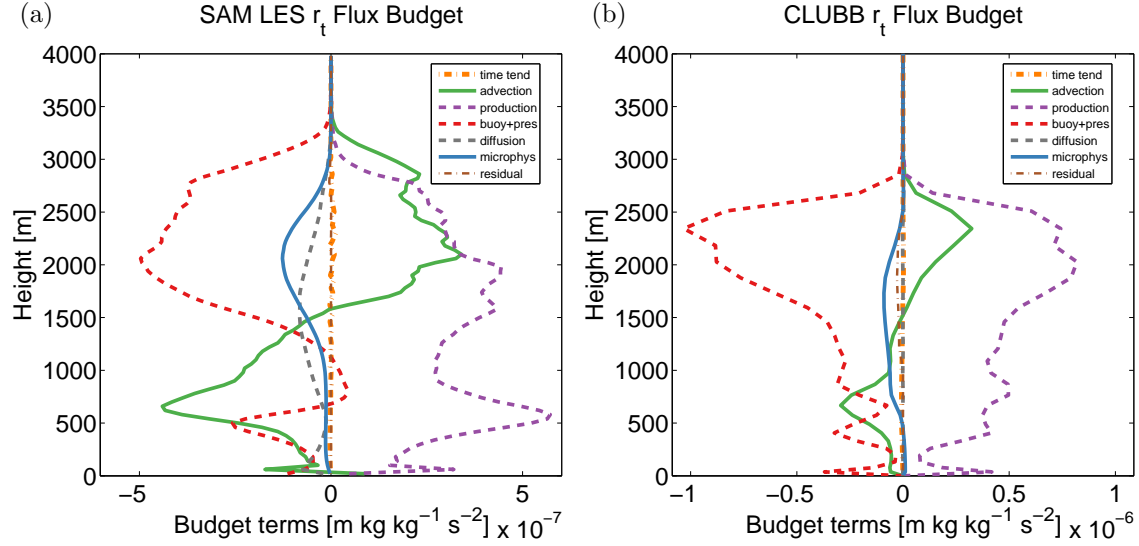 (a)
SAM LES r_t Flux Budget
4000
3500
3000
2500
2000
1500
1000
500
0
Height [m]
time tend
advection
production
buoy+pres
diffusion
microphys
residual
−5
0
5
Budget terms [m kg kg⁻¹ s⁻²] x 10⁻⁷
(b)
CLUBB r_t Flux Budget
4000
3500
3000
2500
2000
1500
1000
500
0
Height [m]
time tend
advection
production
buoy+pres
diffusion
microphys
residual
−1
−0.5
0
0.5
1
Budget terms [m kg kg⁻¹ s⁻²] x 10⁻⁶